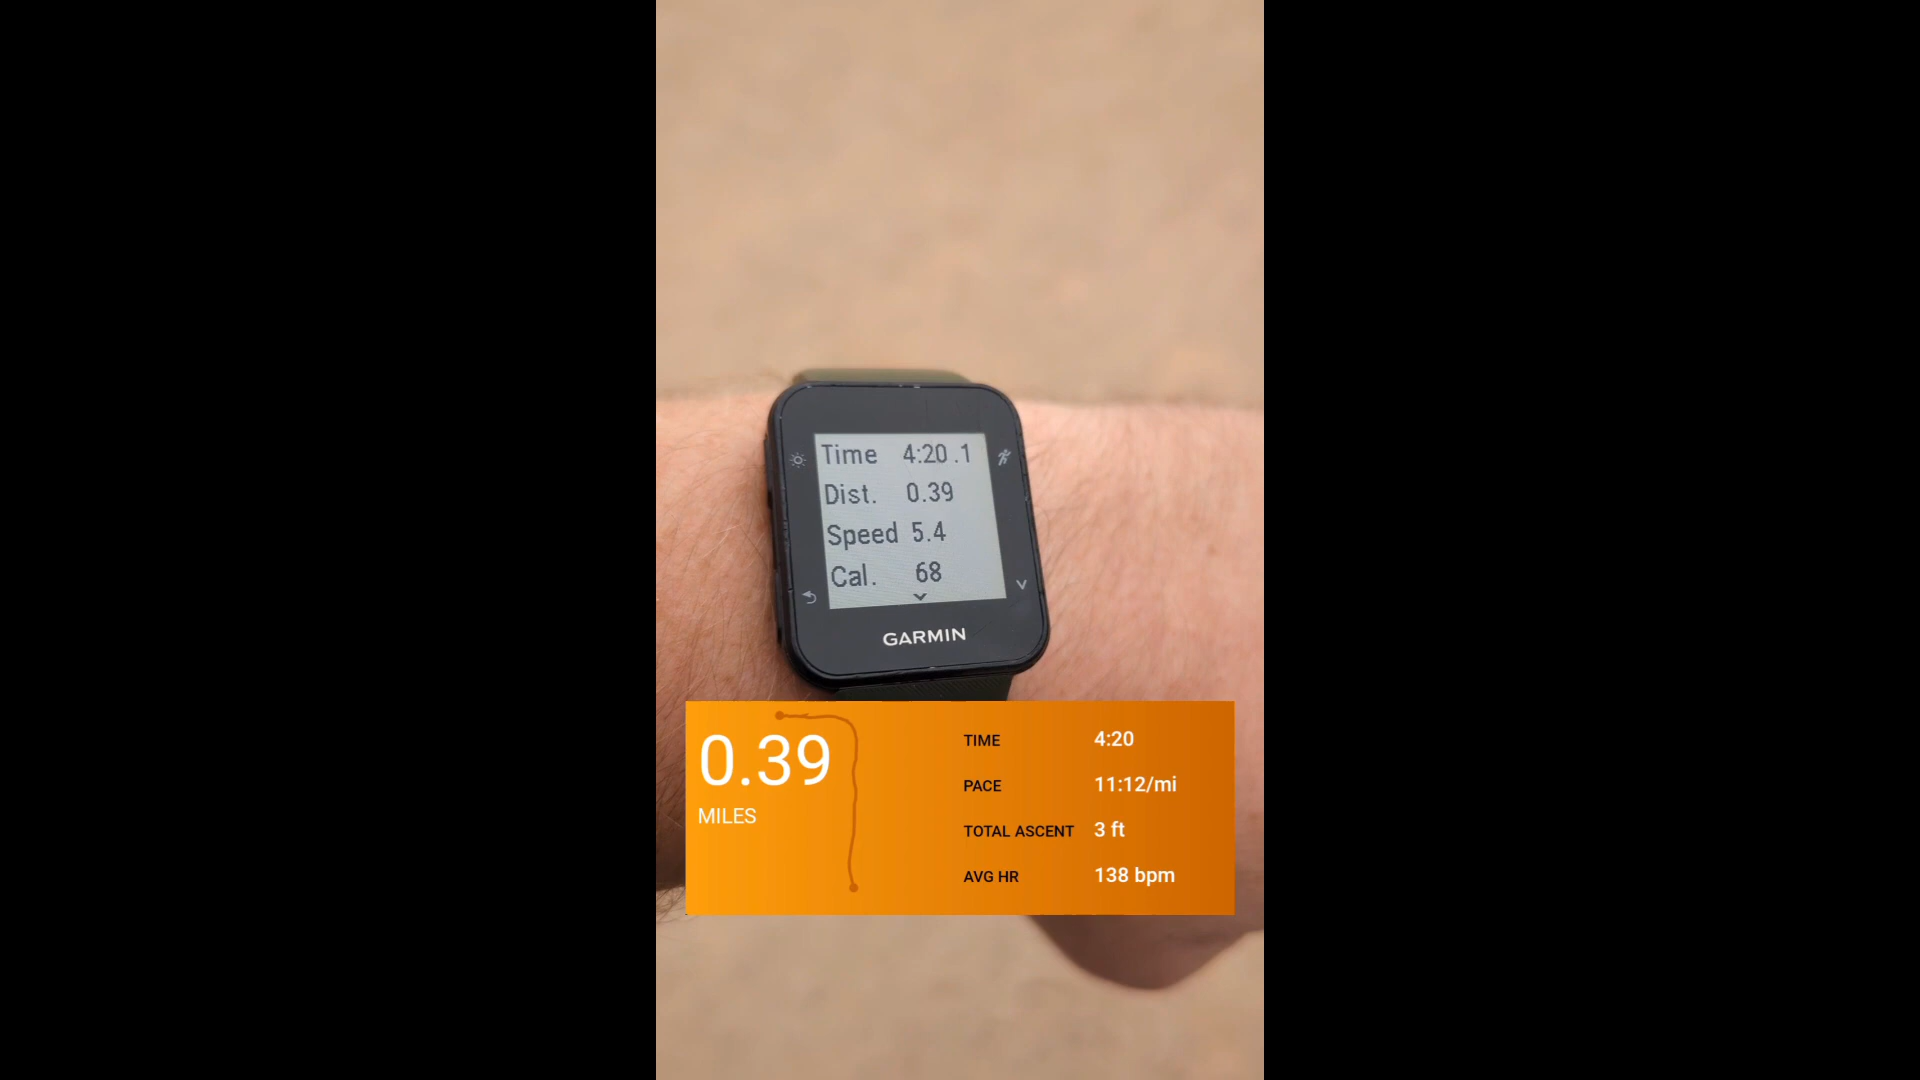 Time 4:20.1
Dist. 0.39
Speed 5.4
Cal. 68
GARMIN
0.39
MILES
TIME 4:20
PACE 11:12/mi
TOTAL ASCENT 3 ft
AVG HR 138 bpm